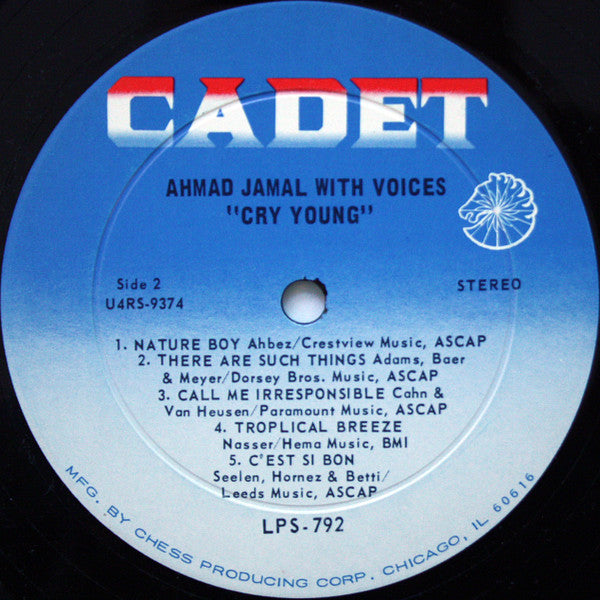 CADET
AHMAD JAMAL WITH VOICES
"CRY YOUNG"
Side 2
U4RS-9374
STEREO
1. NATURE BOY Ahbez/Crestview Music, ASCAP
2. THERE ARE SUCH THINGS Adams, Baer
& Meyer/Dorsey Bros. Music, ASCAP
3. CALL ME IRRESPONSIBLE Cahn &
Van Heusen/Paramount Music, ASCAP
4. TROPLICAL BREEZE
Nasser/Hema Music, BMI
5. C'EST SI BON
Seelen, Hornez & Betti/
Leeds Music, ASCAP
LPS-792
MFG. BY CHESS PRODUCING CORP. CHICAGO, IL 60616